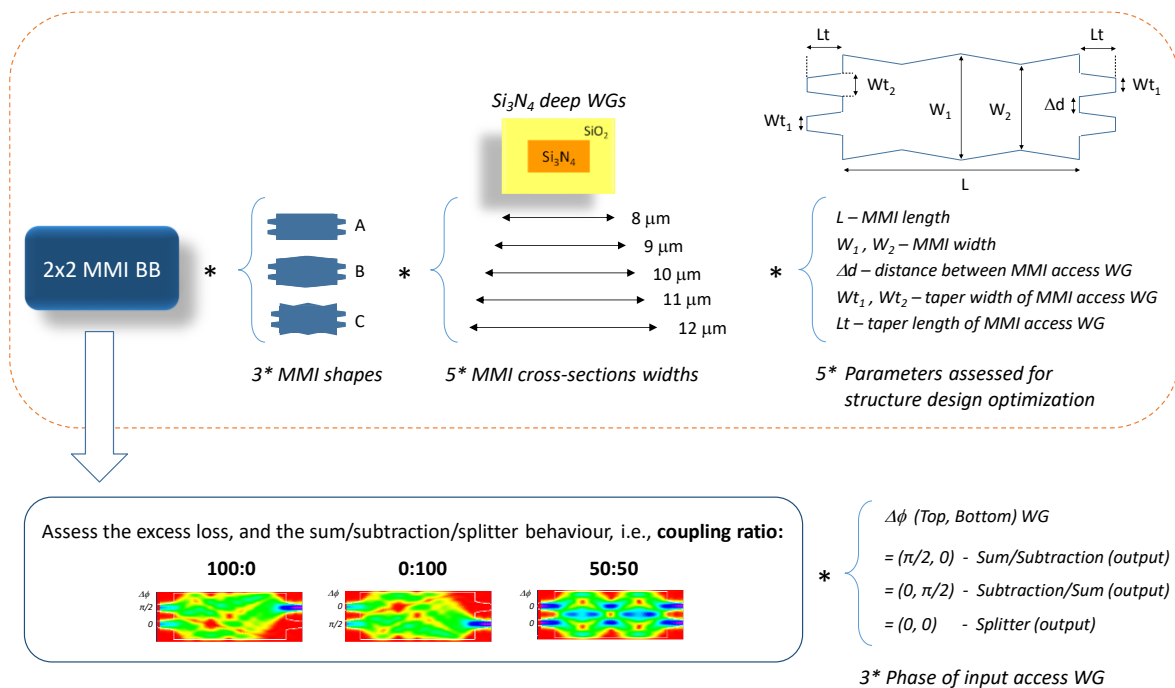 Lt
Lt
Wt₂
Wt₁
Wt₁
W₁
W₂
Δd
L
Si₃N₄ deep WGs
SiO₂
Si₃N₄
2x2 MMI BB
*
A
B
C
3* MMI shapes
*
8 μm
9 μm
10 μm
11 μm
12 μm
5* MMI cross-sections widths
*
L – MMI length
W₁ , W₂ – MMI width
Δd – distance between MMI access WG
Wt₁ , Wt₂ – taper width of MMI access WG
Lt – taper length of MMI access WG
5* Parameters assessed for
structure design optimization
Assess the excess loss, and the sum/subtraction/splitter behaviour, i.e., coupling ratio:
100:0
0:100
50:50
Δϕ
π/2
0
Δϕ
0
π/2
Δϕ
0
0
*
Δϕ (Top, Bottom) WG
= (π/2, 0) - Sum/Subtraction (output)
= (0, π/2) - Subtraction/Sum (output)
= (0, 0) - Splitter (output)
3* Phase of input access WG